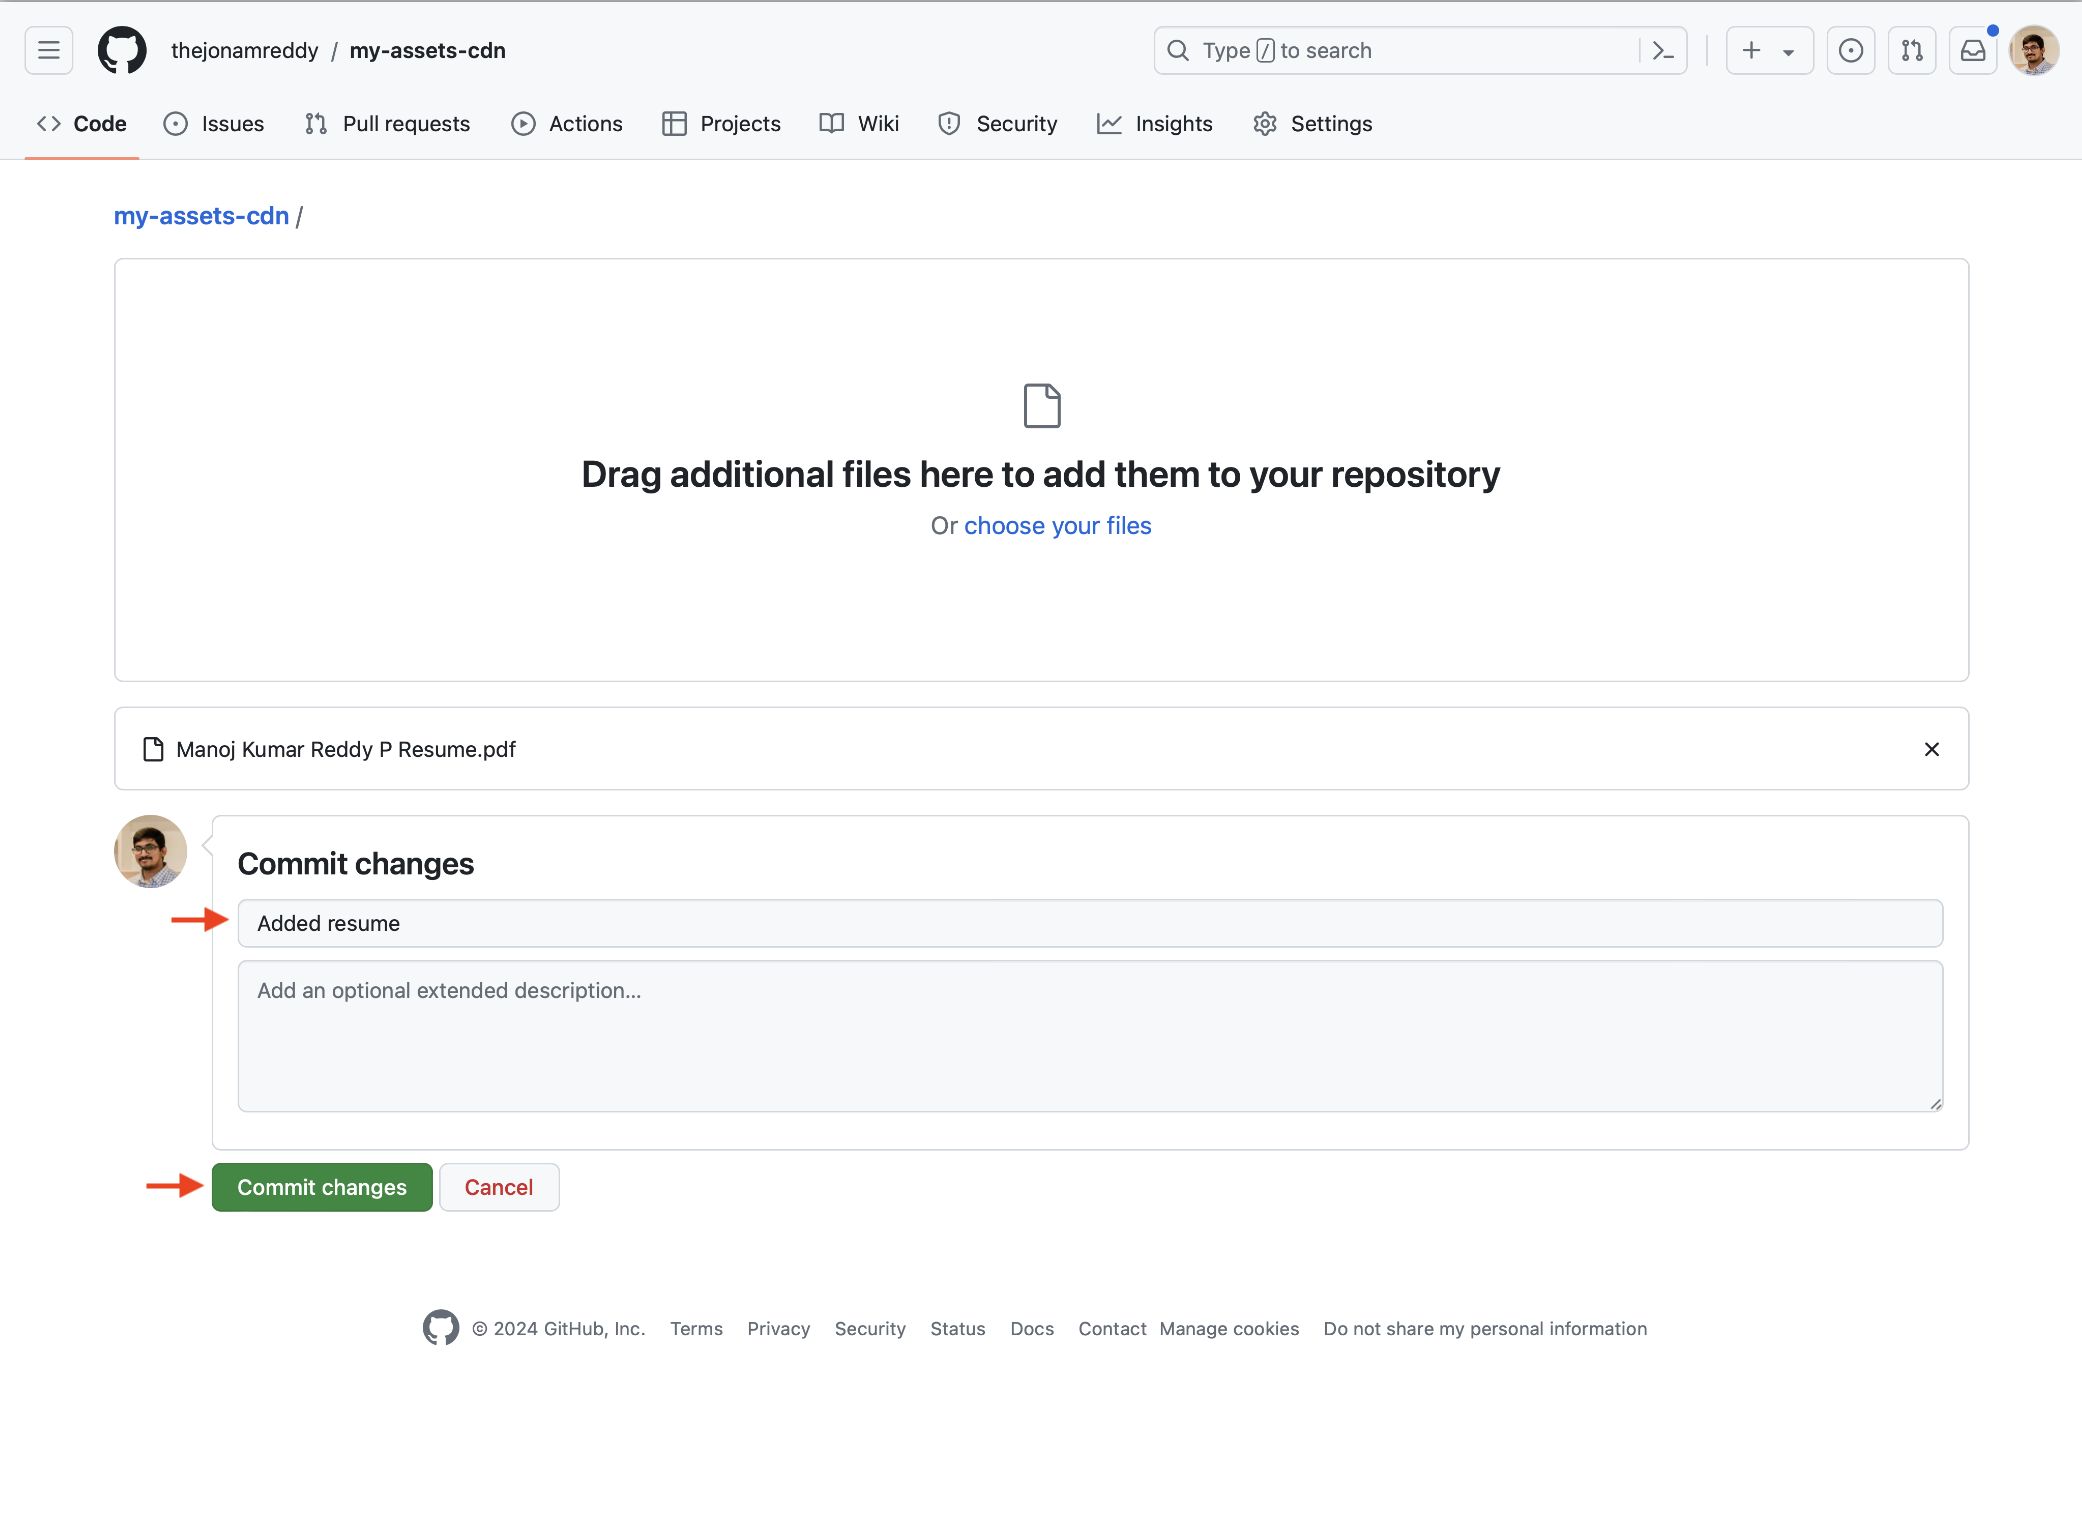 thejonamreddy / my-assets-cdn
Type / to search
Code
Issues
Pull requests
Actions
Projects
Wiki
Security
Insights
Settings
my-assets-cdn /
Drag additional files here to add them to your repository
Or choose your files
Manoj Kumar Reddy P Resume.pdf
Commit changes
Added resume
Add an optional extended description...
Commit changes
Cancel
© 2024 GitHub, Inc.
Terms
Privacy
Security
Status
Docs
Contact
Manage cookies
Do not share my personal information